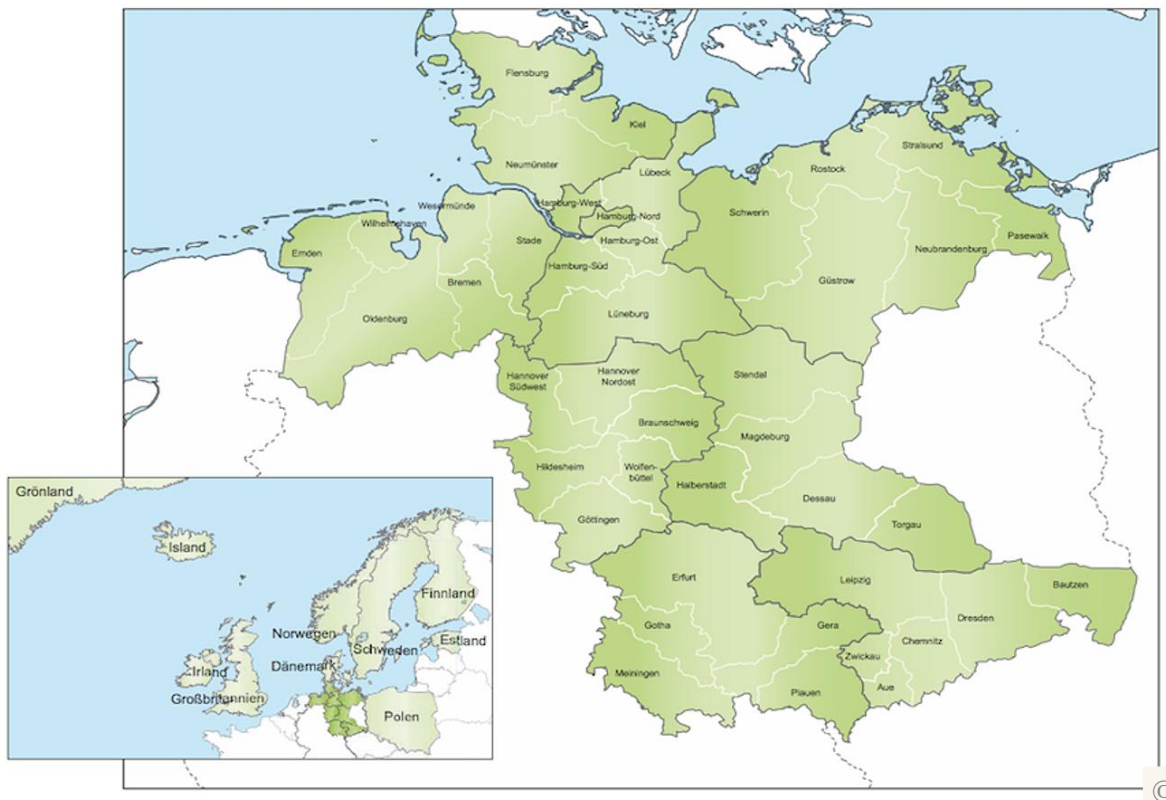 Flensburg
Kiel
Stralsund
Neumünster
Rostock
Lübeck
Wesermünde
Hamburg-West
Schwerin
Hamburg-Nord
Wilhelmshaven
Pasewalk
Stade
Hamburg-Ost
Neubrandenburg
Emden
Hamburg-Süd
Bremen
Güstrow
Lüneburg
Oldenburg
Hannover
Südwest
Hannover
Nordost
Stendal
Braunschweig
Magdeburg
Hildesheim
Wolfen-
büttel
Halberstadt
Dessau
Göttingen
Torgau
Erfurt
Leipzig
Bautzen
Gotha
Gera
Dresden
Chemnitz
Zwickau
Meiningen
Aue
Plauen
Grönland
Island
Finnland
Norwegen
Estland
Schweden
Dänemark
Irland
Großbritannien
Polen
©